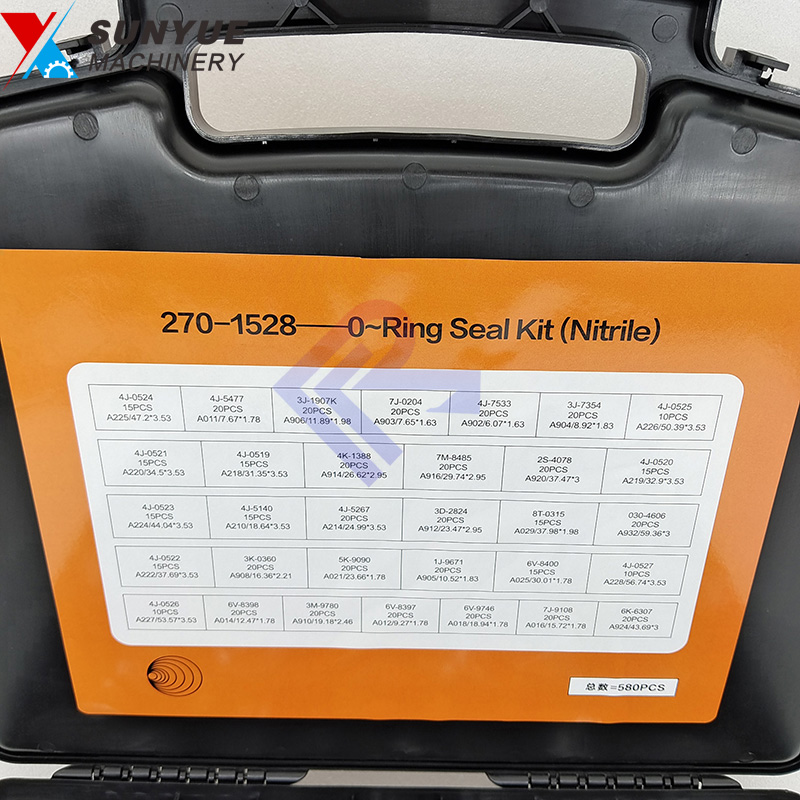 SUNYUE
MACHINERY
270-1528——0~Ring Seal Kit (Nitrile)
4J-0524
15PCS
A225/47.2*3.53
4J-5477
20PCS
A011/7.67*1.78
3J-1907K
20PCS
A906/11.89*1.98
7J-0204
20PCS
A903/7.65*1.63
4J-7533
20PCS
A902/6.07*1.63
3J-7354
20PCS
A904/8.92*1.83
4J-0525
10PCS
A226/50.39*3.53
4J-0521
15PCS
A220/34.5*3.53
4J-0519
15PCS
A218/31.35*3.53
4K-1388
20PCS
A914/26.62*2.95
7M-8485
20PCS
A916/29.74*2.95
2S-4078
20PCS
A920/37.47*3
4J-0520
15PCS
A219/32.9*3.53
4J-0523
15PCS
A224/44.04*3.53
4J-5140
15PCS
A210/18.64*3.53
4J-5267
20PCS
A214/24.99*3.53
3D-2824
20PCS
A912/23.47*2.95
8T-0315
15PCS
A029/37.98*1.98
030-4606
20PCS
A932/59.36*3
4J-0522
15PCS
A222/37.69*3.53
3K-0360
20PCS
A908/16.36*2.21
5K-9090
20PCS
A021/23.66*1.78
1J-9671
20PCS
A905/10.52*1.83
6V-8400
15PCS
A025/30.01*1.78
4J-0527
10PCS
A228/56.74*3.53
4J-0526
10PCS
A227/53.57*3.53
6V-8398
20PCS
A014/12.47*1.78
3M-9780
20PCS
A910/19.18*2.46
6V-8397
20PCS
A012/9.27*1.78
6V-9746
20PCS
A018/18.94*1.78
7J-9108
20PCS
A016/15.72*1.78
6K-6307
20PCS
A924/43.69*3
总数=580PCS